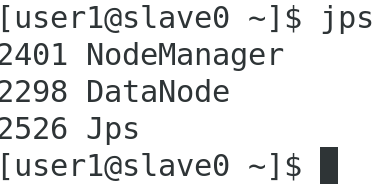 [user1@slave0 ~]$ jps
2401 NodeManager
2298 DataNode
2526 Jps
[user1@slave0 ~]$